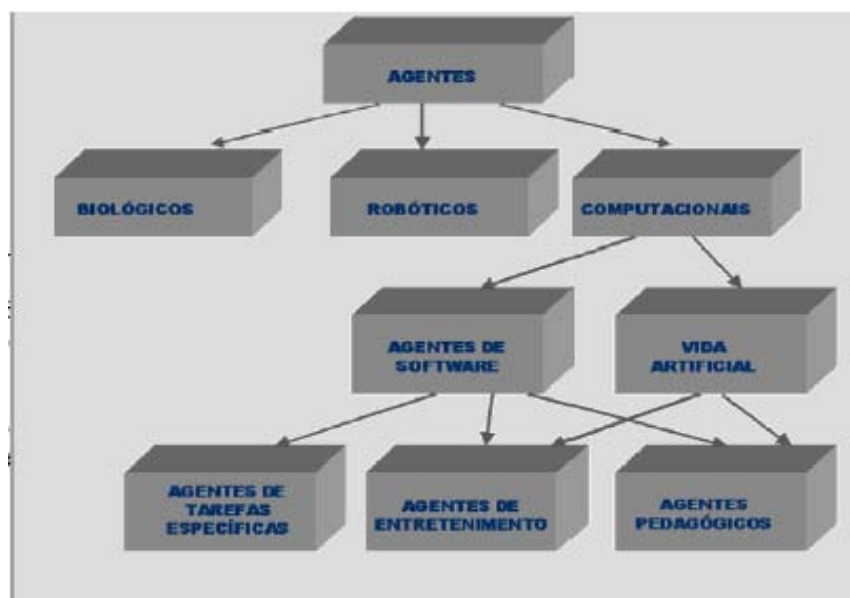 AGENTES
BIOLÓGICOS
ROBÓTICOS
COMPUTACIONAIS
AGENTES DE
SOFTWARE
VIDA
ARTIFICIAL
AGENTES DE
TAREFAS
ESPECÍFICAS
AGENTES DE
ENTRETENIMENTO
AGENTES
PEDAGÓGICOS